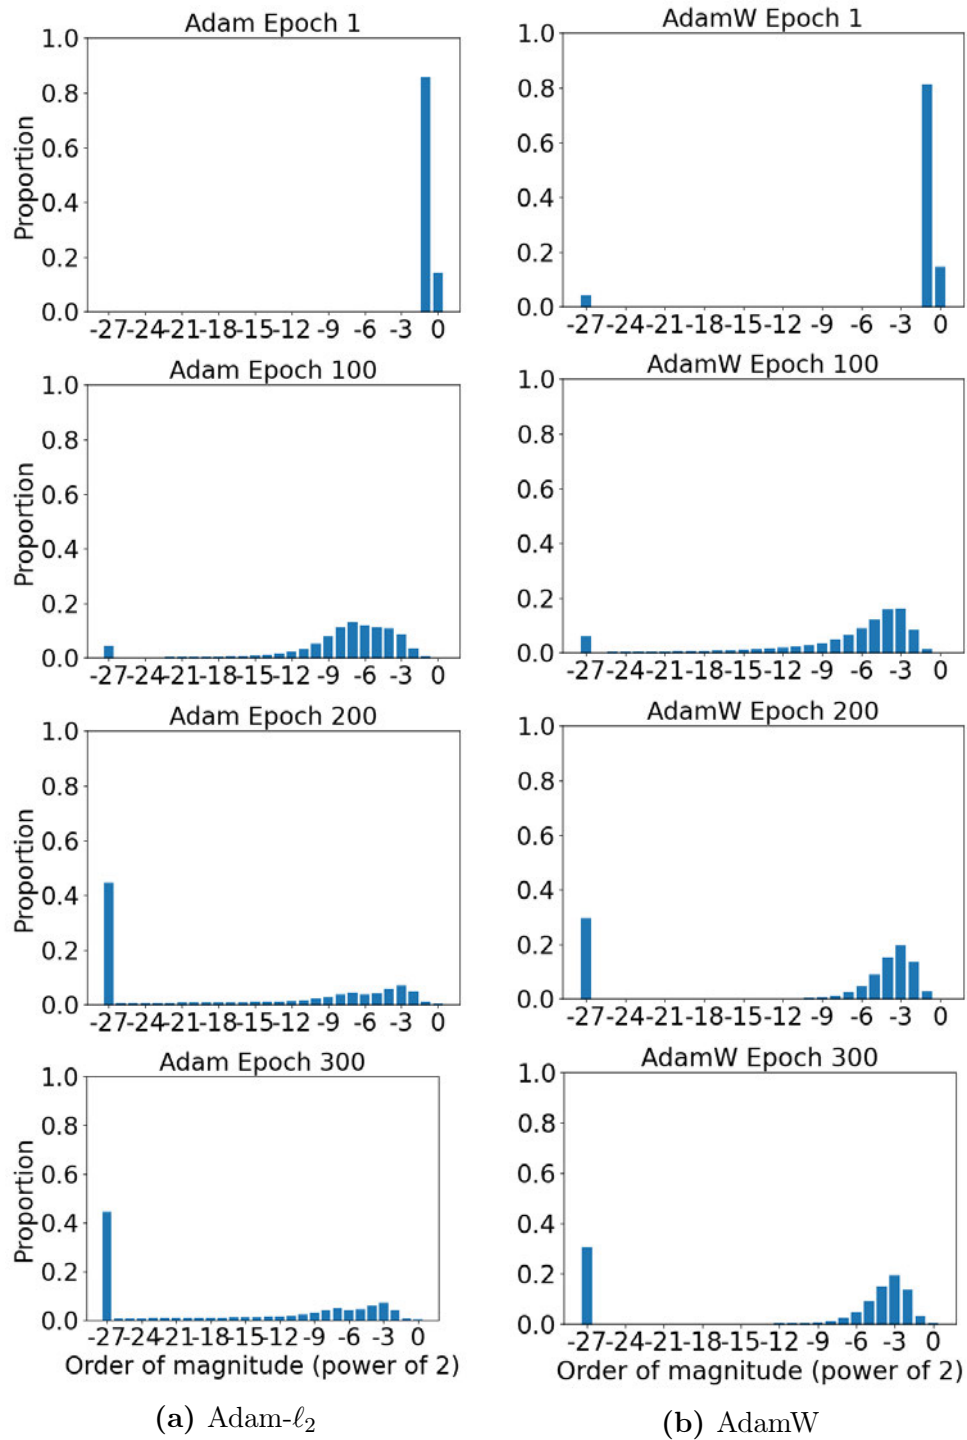 Adam Epoch 1
1.0
0.8
0.6
0.4
0.2
0.0
Proportion
-27 -24 -21 -18 -15 -12 -9 -6 -3 0
AdamW Epoch 1
1.0
0.8
0.6
0.4
0.2
0.0
-27 -24 -21 -18 -15 -12 -9 -6 -3 0
Adam Epoch 100
1.0
0.8
0.6
0.4
0.2
0.0
Proportion
-27 -24 -21 -18 -15 -12 -9 -6 -3 0
AdamW Epoch 100
1.0
0.8
0.6
0.4
0.2
0.0
-27 -24 -21 -18 -15 -12 -9 -6 -3 0
Adam Epoch 200
1.0
0.8
0.6
0.4
0.2
0.0
Proportion
-27 -24 -21 -18 -15 -12 -9 -6 -3 0
AdamW Epoch 200
1.0
0.8
0.6
0.4
0.2
0.0
-27 -24 -21 -18 -15 -12 -9 -6 -3 0
Adam Epoch 300
1.0
0.8
0.6
0.4
0.2
0.0
Proportion
-27 -24 -21 -18 -15 -12 -9 -6 -3 0
Order of magnitude (power of 2)
AdamW Epoch 300
1.0
0.8
0.6
0.4
0.2
0.0
-27 -24 -21 -18 -15 -12 -9 -6 -3 0
Order of magnitude (power of 2)
(a) Adam-ℓ₂
(b) AdamW